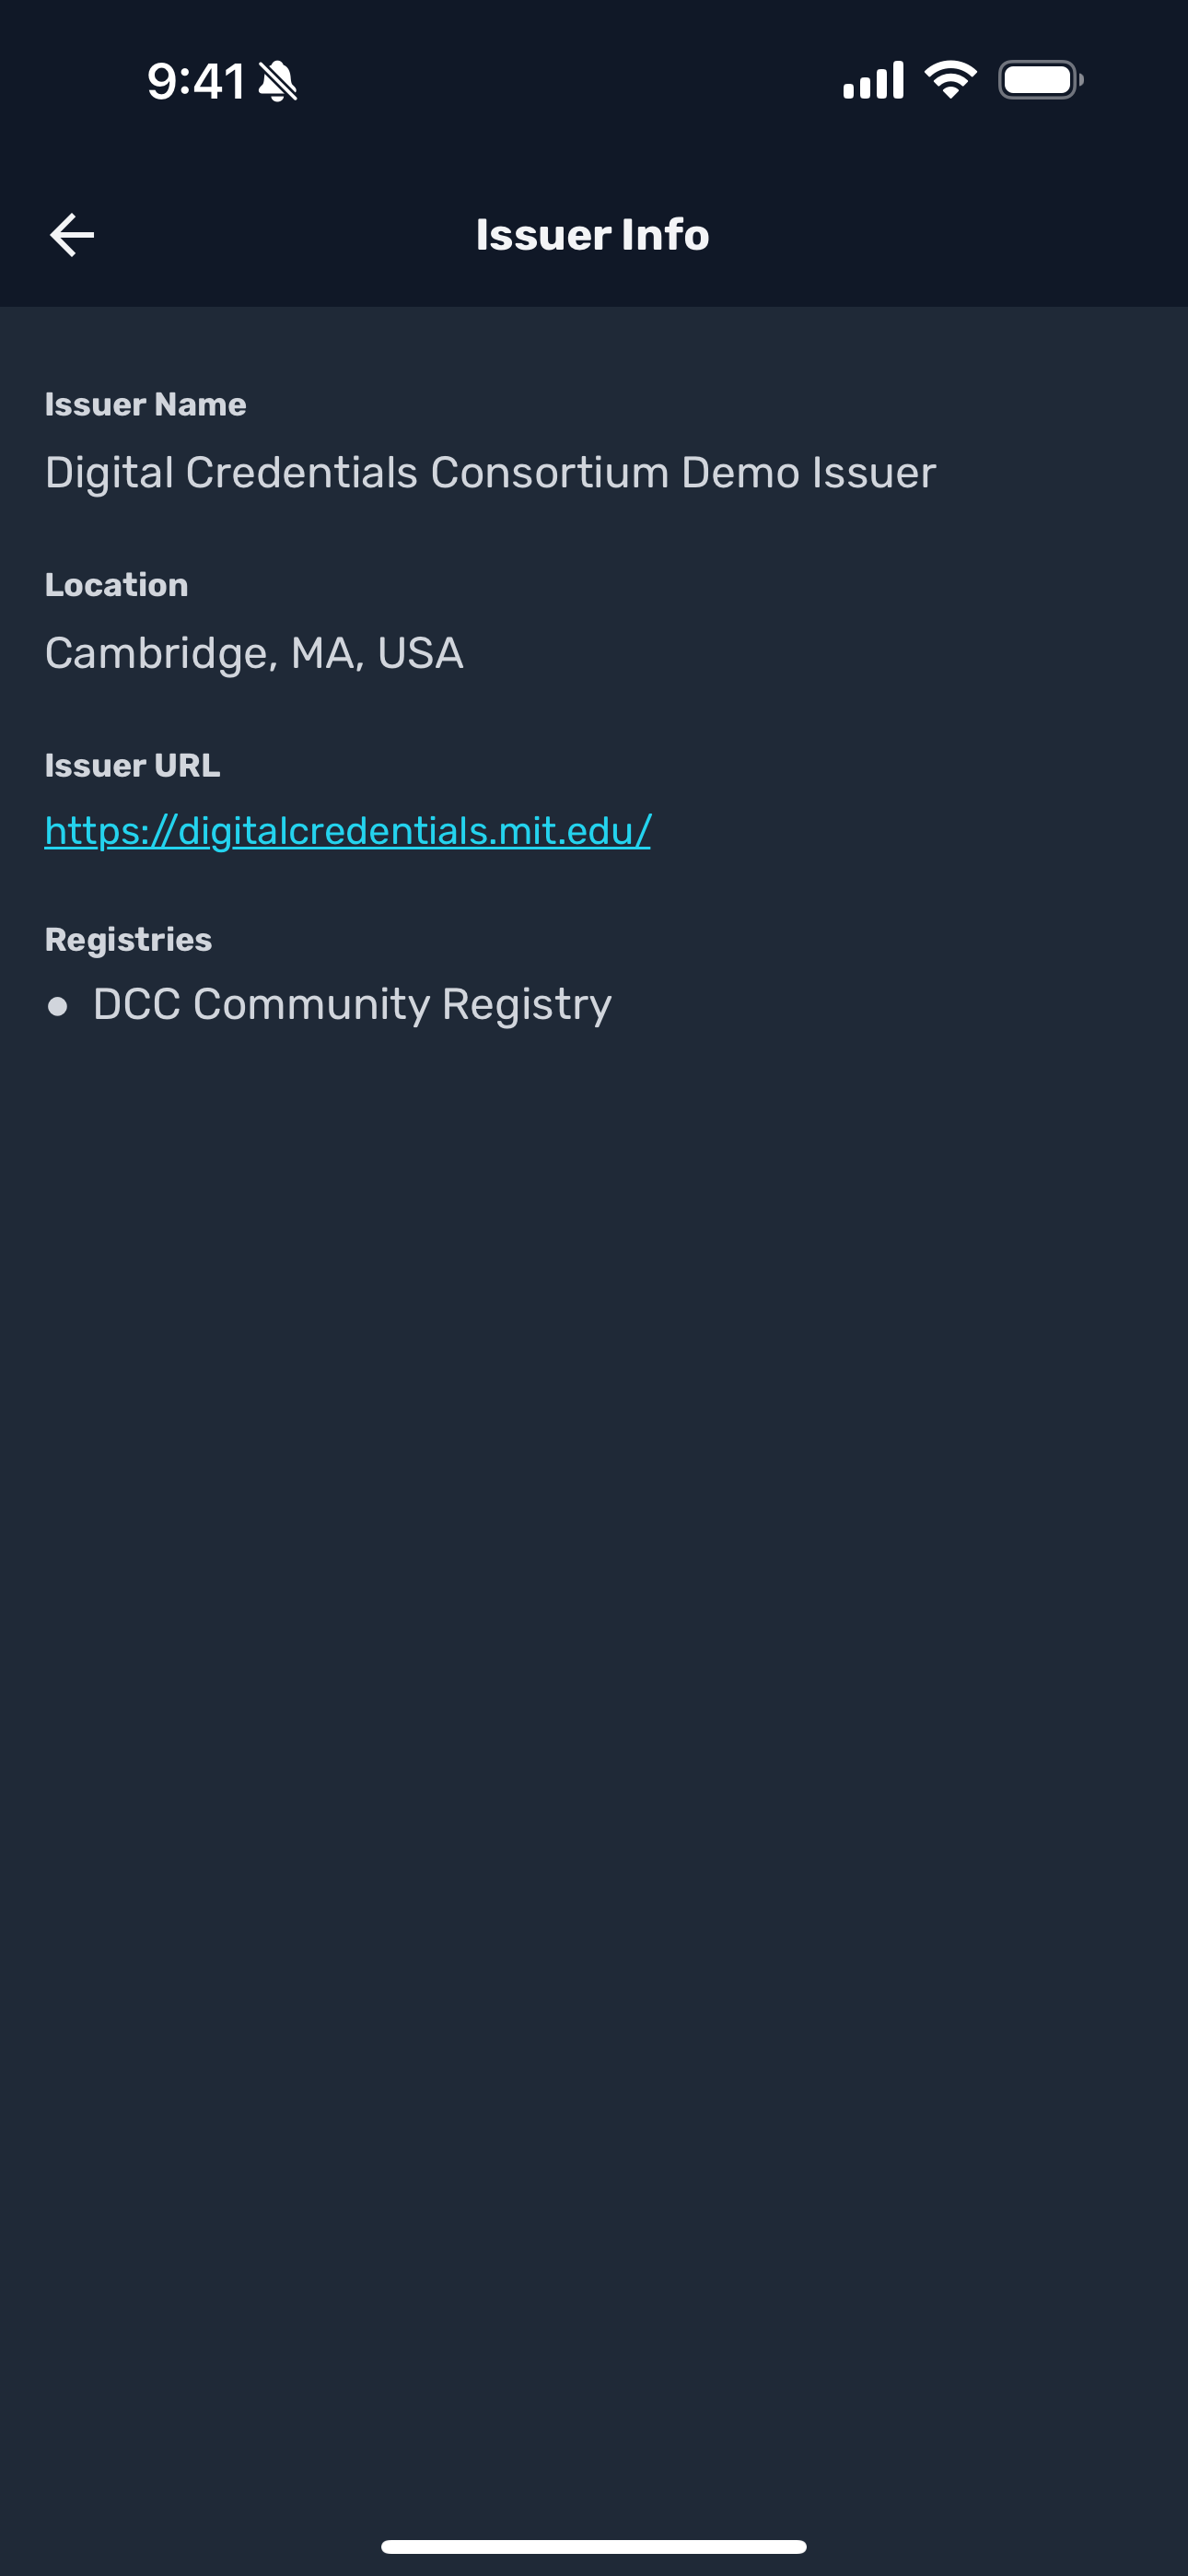 9:41
Issuer Info
Issuer Name
Digital Credentials Consortium Demo Issuer
Location
Cambridge, MA, USA
Issuer URL
https://digitalcredentials.mit.edu/
Registries
● DCC Community Registry